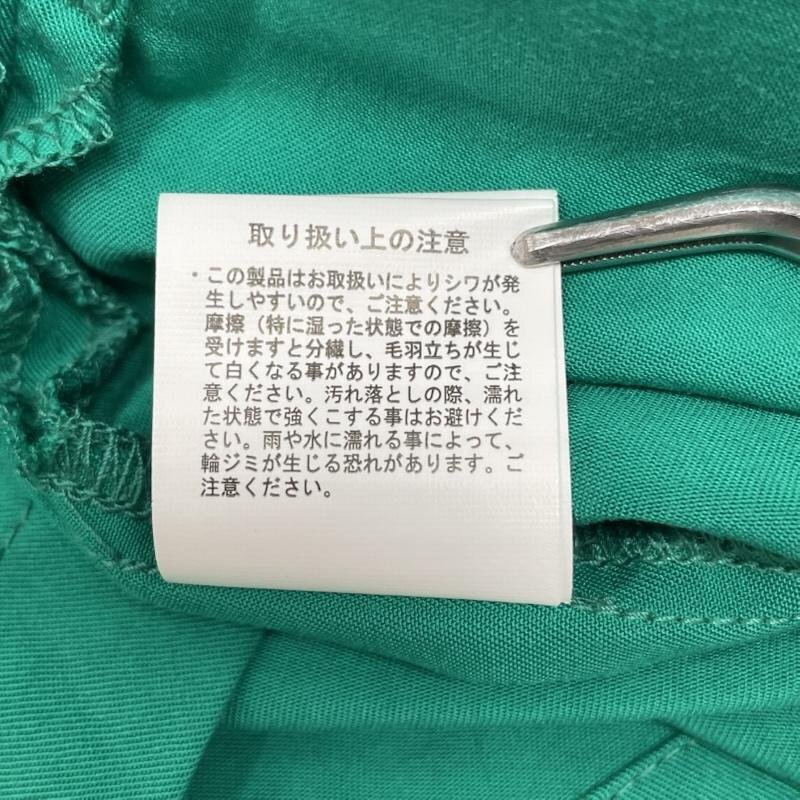 取り扱い上の注意
・この製品はお取扱いによりシワが発
生しやすいので、ご注意ください。
摩擦（特に湿った状態での摩擦）を
受けますと分繊し、毛羽立ちが生じ
て白くなる事がありますので、ご注
意ください。汚れ落としの際、濡れ
た状態で強くこする事はお避けくだ
さい。雨や水に濡れる事によって、
輪ジミが生じる恐れがあります。ご
注意ください。